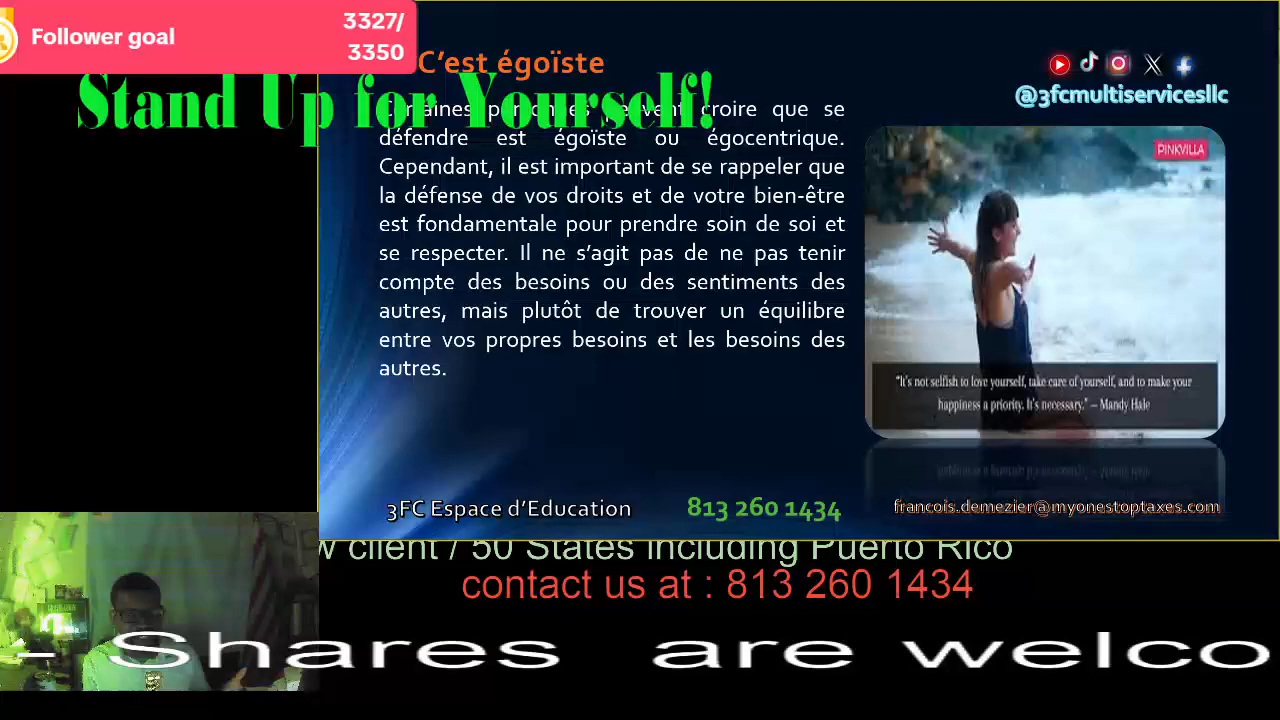 Follower goal
3327/
3350
C'est égoïste
@3fcmultiservicesllc
Stand Up for Yourself!
croire que se
défendre est égoïste ou égocentrique.
Cependant, il est important de se rappeler que
la défense de vos droits et de votre bien-être
est fondamentale pour prendre soin de soi et
se respecter. Il ne s'agit pas de ne pas tenir
compte des besoins ou des sentiments des
autres, mais plutôt de trouver un équilibre
entre vos propres besoins et les besoins des
autres.
PINKVILLA
"It's not selfish to love yourself, take care of yourself, and to make your
happiness a priority. It's necessary." – Mandy Hale
3FC Espace d'Education
813 260 1434
francois.demezier@myonestoptaxes.com
w client / 50 States including Puerto Rico
contact us at : 813 260 1434
- Shares are welco